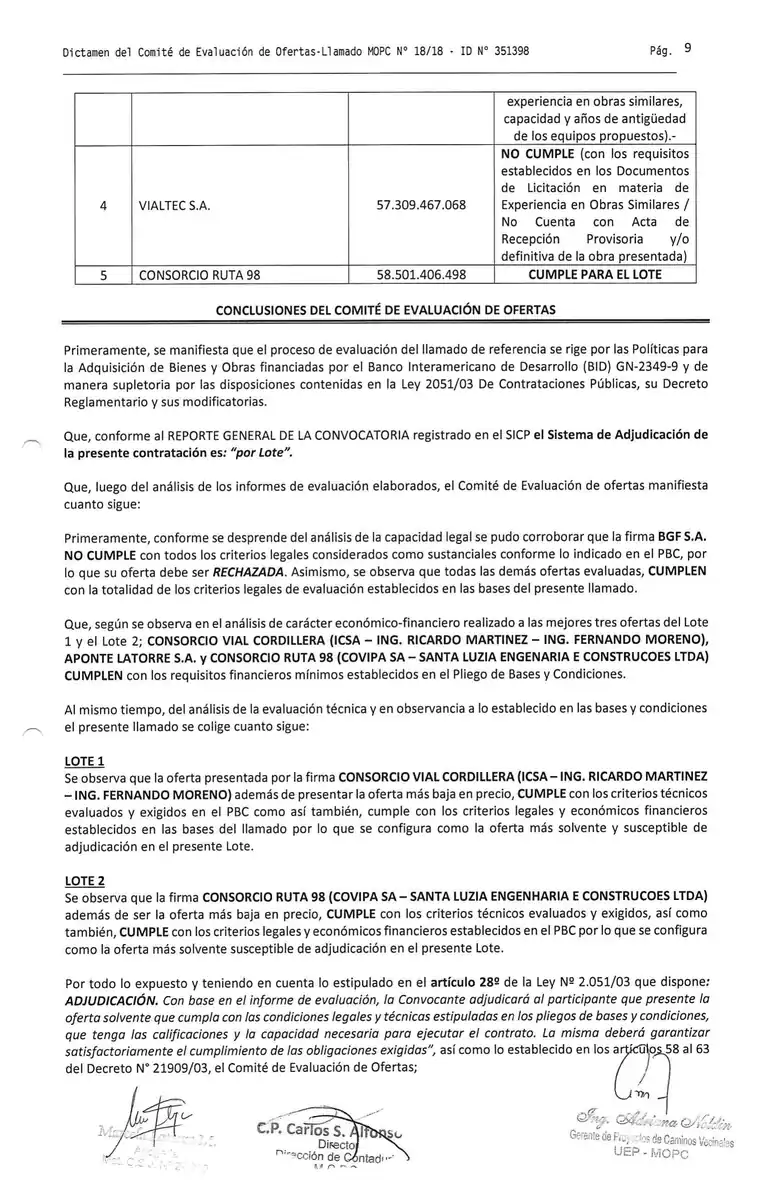 Dictamen del Comité de Evaluación de Ofertas-Llamado MOPC N° 18/18 - ID N° 351398 Pág. 9
experiencia en obras similares,
capacidad y años de antigüedad
de los equipos propuestos).-
4 VIALTEC S.A. 57.309.467.068 NO CUMPLE (con los requisitos
establecidos en los Documentos
de Licitación en materia de
Experiencia en Obras Similares /
No Cuenta con Acta de
Recepción Provisoria y/o
definitiva de la obra presentada)
5 CONSORCIO RUTA 98 58.501.406.498 CUMPLE PARA EL LOTE
CONCLUSIONES DEL COMITÉ DE EVALUACIÓN DE OFERTAS
Primeramente, se manifiesta que el proceso de evaluación del llamado de referencia se rige por las Políticas para
la Adquisición de Bienes y Obras financiadas por el Banco Interamericano de Desarrollo (BID) GN-2349-9 y de
manera supletoria por las disposiciones contenidas en la Ley 2051/03 De Contrataciones Públicas, su Decreto
Reglamentario y sus modificatorias.
Que, conforme al REPORTE GENERAL DE LA CONVOCATORIA registrado en el SICP el Sistema de Adjudicación de
la presente contratación es: "por Lote".
Que, luego del análisis de los informes de evaluación elaborados, el Comité de Evaluación de ofertas manifiesta
cuanto sigue:
Primeramente, conforme se desprende del análisis de la capacidad legal se pudo corroborar que la firma BGF S.A.
NO CUMPLE con todos los criterios legales considerados como sustanciales conforme lo indicado en el PBC, por
lo que su oferta debe ser RECHAZADA. Asimismo, se observa que todas las demás ofertas evaluadas, CUMPLEN
con la totalidad de los criterios legales de evaluación establecidos en las bases del presente llamado.
Que, según se observa en el análisis de carácter económico-financiero realizado a las mejores tres ofertas del Lote
1 y el Lote 2; CONSORCIO VIAL CORDILLERA (ICSA – ING. RICARDO MARTINEZ – ING. FERNANDO MORENO),
APONTE LATORRE S.A. y CONSORCIO RUTA 98 (COVIPA SA – SANTA LUZIA ENGENARIA E CONSTRUCOES LTDA)
CUMPLEN con los requisitos financieros mínimos establecidos en el Pliego de Bases y Condiciones.
Al mismo tiempo, del análisis de la evaluación técnica y en observancia a lo establecido en las bases y condiciones
el presente llamado se colige cuanto sigue:
LOTE 1
Se observa que la oferta presentada por la firma CONSORCIO VIAL CORDILLERA (ICSA – ING. RICARDO MARTINEZ
– ING. FERNANDO MORENO) además de presentar la oferta más baja en precio, CUMPLE con los criterios técnicos
evaluados y exigidos en el PBC como así también, cumple con los criterios legales y económicos financieros
establecidos en las bases del llamado por lo que se configura como la oferta más solvente y susceptible de
adjudicación en el presente Lote.
LOTE 2
Se observa que la firma CONSORCIO RUTA 98 (COVIPA SA – SANTA LUZIA ENGENHARIA E CONSTRUCOES LTDA)
además de ser la oferta más baja en precio, CUMPLE con los criterios técnicos evaluados y exigidos, así como
también, CUMPLE con los criterios legales y económicos financieros establecidos en el PBC por lo que se configura
como la oferta más solvente susceptible de adjudicación en el presente Lote.
Por todo lo expuesto y teniendo en cuenta lo estipulado en el artículo 28º de la Ley Nº 2.051/03 que dispone:
ADJUDICACIÓN. Con base en el informe de evaluación, la Convocante adjudicará al participante que presente la
oferta solvente que cumpla con las condiciones legales y técnicas estipuladas en los pliegos de bases y condiciones,
que tenga las calificaciones y la capacidad necesaria para ejecutar el contrato. La misma deberá garantizar
satisfactoriamente el cumplimiento de las obligaciones exigidas", así como lo establecido en los artículos 58 al 63
del Decreto N° 21909/03, el Comité de Evaluación de Ofertas;
C.P. Carlos S. Alfonso
Director
Dirección de Contad
Ing. Adriana
Gerente de Proyectos de Caminos Vecinales
UEP - MOPC